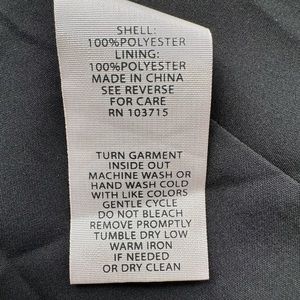 SHELL:
100%POLYESTER
LINING:
100%POLYESTER
MADE IN CHINA
SEE REVERSE
FOR CARE
RN 103715
TURN GARMENT
INSIDE OUT
MACHINE WASH OR
HAND WASH COLD
WITH LIKE COLORS
GENTLE CYCLE
DO NOT BLEACH
REMOVE PROMPTLY
TUMBLE DRY LOW
WARM IRON
IF NEEDED
OR DRY CLEAN